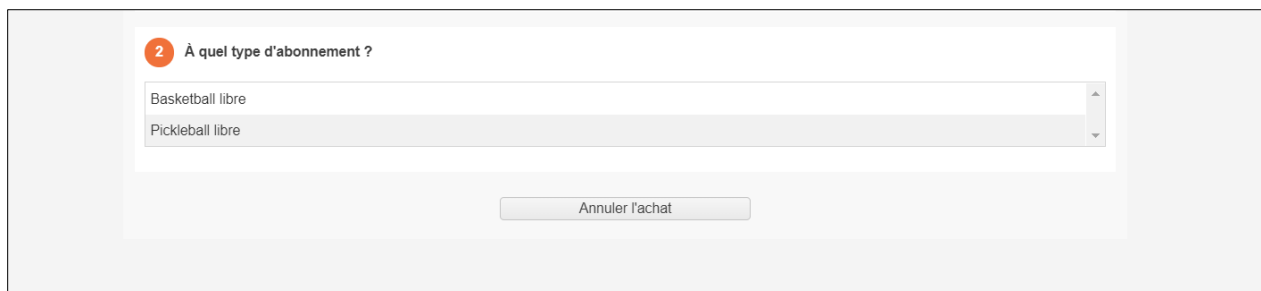 2 À quel type d'abonnement ?
Basketball libre
Pickleball libre
Annuler l'achat